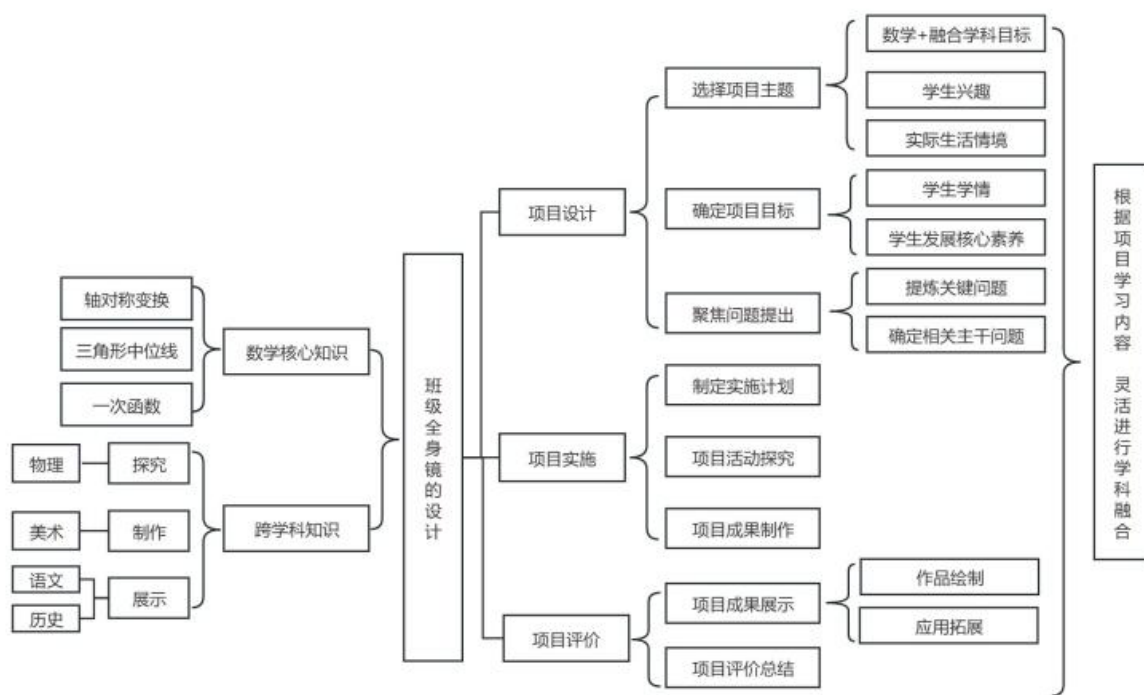 轴对称变换
三角形中位线
一次函数
数学核心知识
物理
探究
美术
制作
语文
历史
展示
跨学科知识
班级全身镜的设计
项目设计
选择项目主题
数学+融合学科目标
学生兴趣
实际生活情境
确定项目目标
学生学情
学生发展核心素养
聚焦问题提出
提炼关键问题
确定相关主干问题
项目实施
制定实施计划
项目活动探究
项目成果制作
项目评价
项目成果展示
作品绘制
应用拓展
项目评价总结
根据项目学习内容 灵活进行学科融合